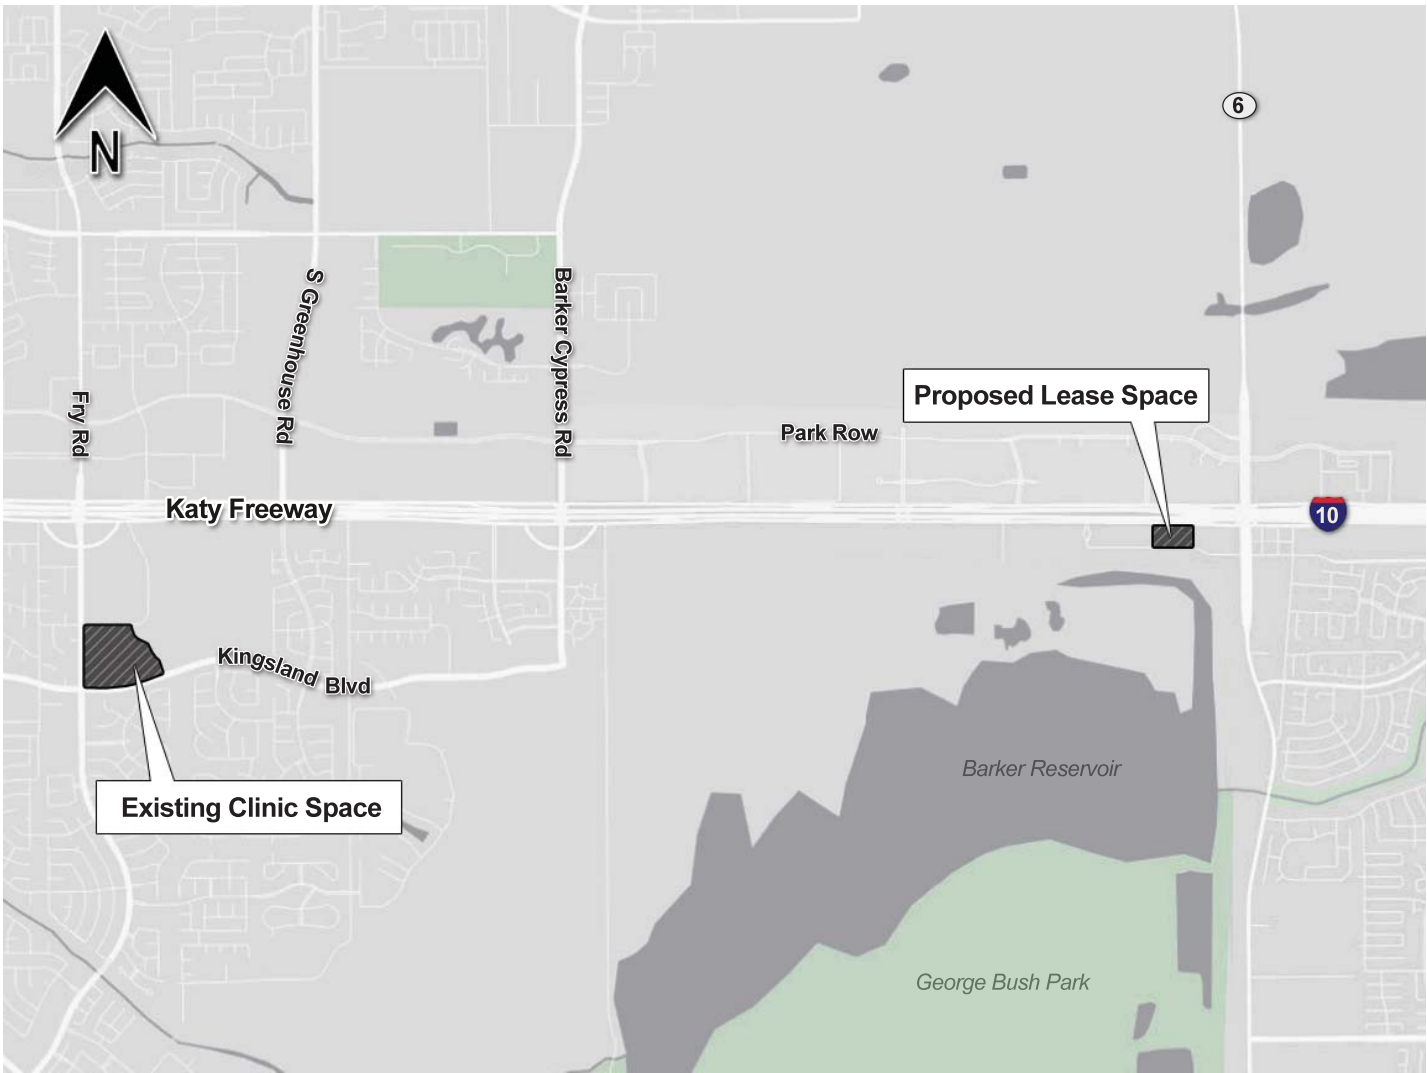 N
6
S Greenhouse Rd
Barker Cypress Rd
Fry Rd
Proposed Lease Space
Park Row
Katy Freeway
10
Kingsland Blvd
Barker Reservoir
Existing Clinic Space
George Bush Park